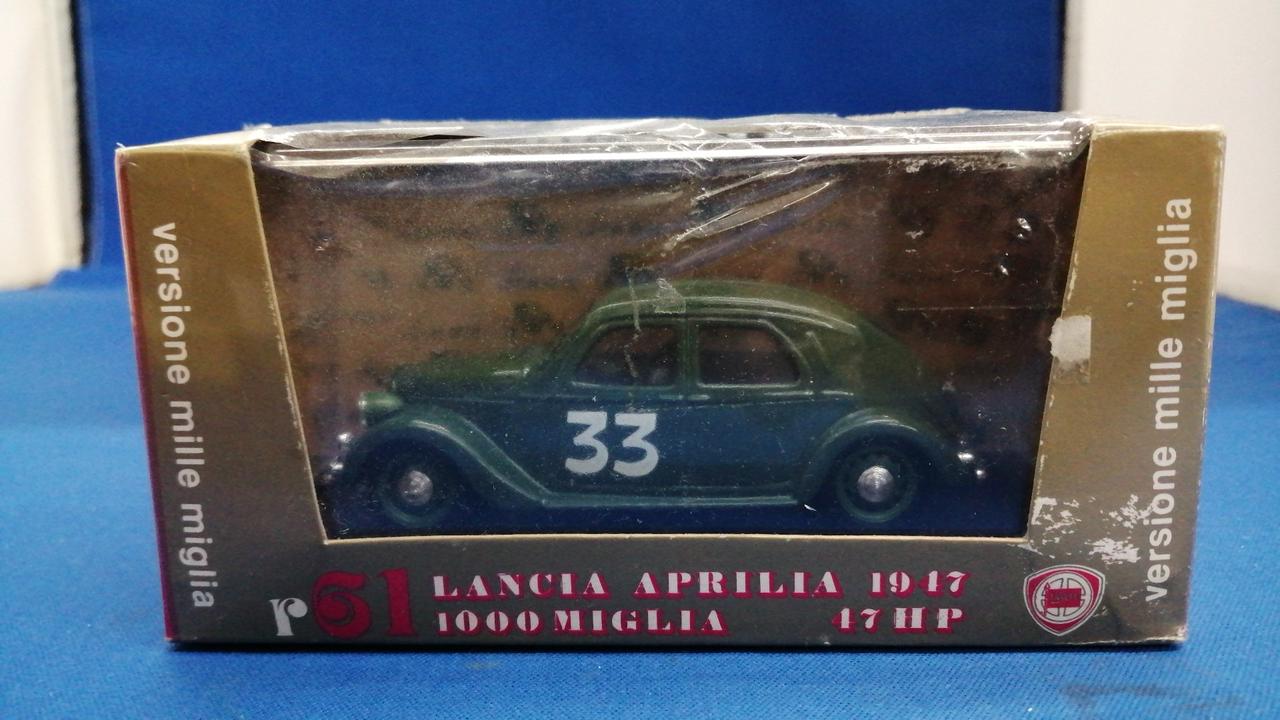 versione mille miglia
33
versione mille miglia
r61
LANCIA APRILIA 1947
1000 MIGLIA 47 HP